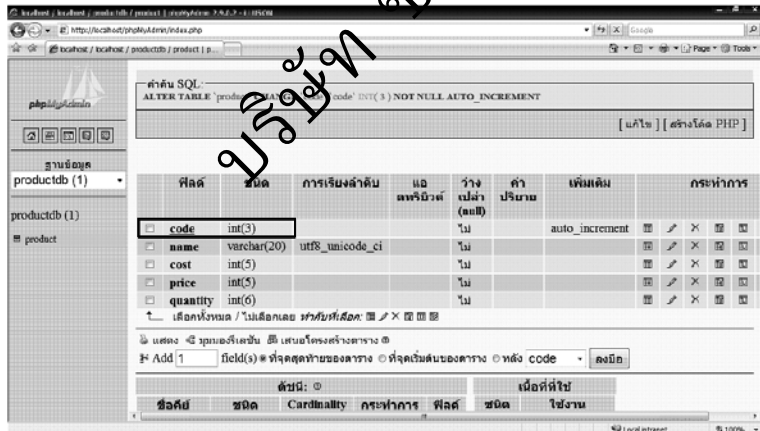 localhost / localhost / productdb / product | phpMyAdmin 2.9.0.2 -
http://localhost/phpMyAdmin/index.php
Google
localhost / localhost / productdb / product | p...
Page
Tools
บริษัท
phpMyAdmin
คำค้น SQL:
ALTER TABLE `product` CHANGE code` INT( 3 ) NOT NULL AUTO_INCREMENT
[ แก้ไข ] [ สร้างโค้ด PHP ]
ฐานข้อมูล
productdb (1)
productdb (1)
product
ฟิลด์ ชนิด การเรียงลำดับ แอตทริบิวต์ ว่างเปล่า (null) ค่าปริยาย เพิ่มเติม กระทำการ
code int(3) ไม่ auto_increment
name varchar(20) utf8_unicode_ci ไม่
cost int(5) ไม่
price int(5) ไม่
quantity int(6) ไม่
เลือกทั้งหมด / ไม่เลือกเลย ทำกับที่เลือก:
แสดง มุมมองรีเลชัน เสนอโครงสร้างตาราง
Add 1 field(s) ที่จุดสุดท้ายของตาราง ที่จุดเริ่มต้นของตาราง หลัง code ลงมือ
ดัชนี: เนื้อที่ที่ใช้
ชื่อคีย์ ชนิด Cardinality กระทำการ ฟิลด์ ชนิด ใช้งาน
Local intranet
100%